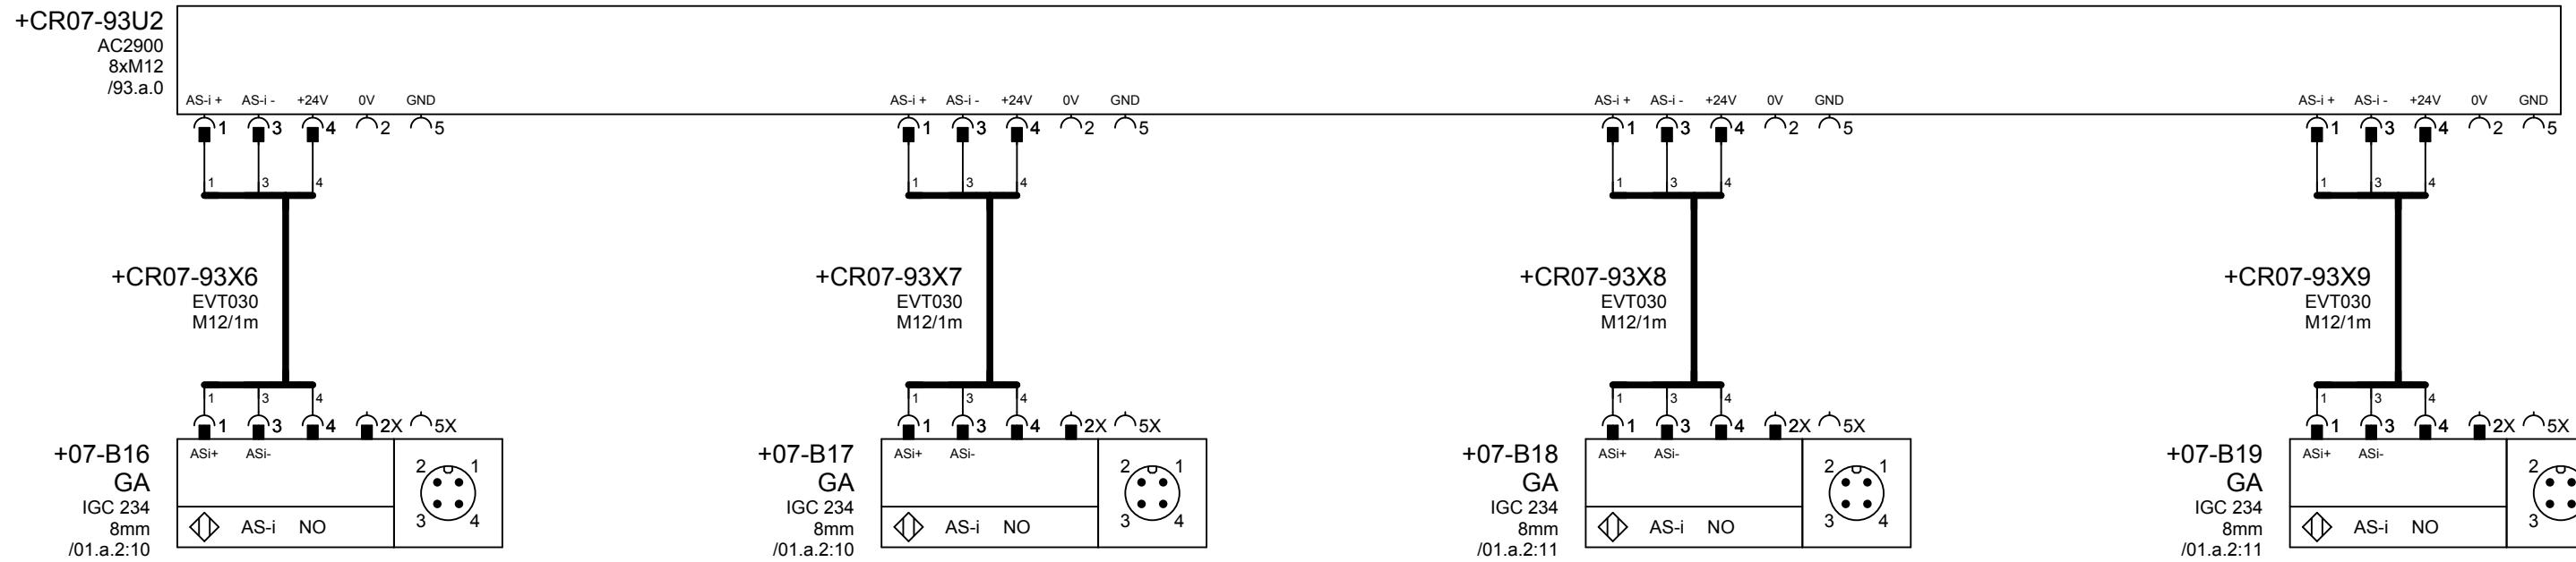 +CR07-93U2
AC2900
8xM12
/93.a.0
AS-i + AS-i - +24V 0V GND AS-i + AS-i - +24V 0V GND AS-i + AS-i - +24V 0V GND AS-i + AS-i - +24V 0V GND
1 3 4 2 5 1 3 4 2 5 1 3 4 2 5 1 3 4 2 5
1 3 4 1 3 4 1 3 4 1 3 4
+CR07-93X6
EVT030
M12/1m
+CR07-93X7
EVT030
M12/1m
+CR07-93X8
EVT030
M12/1m
+CR07-93X9
EVT030
M12/1m
1 3 4 1 3 4 1 3 4 1 3 4
1 3 4 2X 5X 1 3 4 2X 5X 1 3 4 2X 5X 1 3 4 2X 5X
+07-B16
GA
IGC 234
8mm
/01.a.2:10
ASi+ ASi-
2 1
3 4
AS-i NO
+07-B17
GA
IGC 234
8mm
/01.a.2:10
ASi+ ASi-
2 1
3 4
AS-i NO
+07-B18
GA
IGC 234
8mm
/01.a.2:11
ASi+ ASi-
2 1
3 4
AS-i NO
+07-B19
GA
IGC 234
8mm
/01.a.2:11
ASi+ ASi-
2
3
AS-i NO